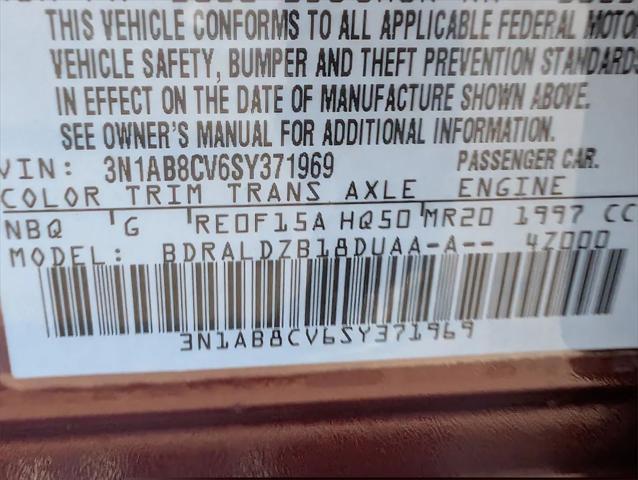 THIS VEHICLE CONFORMS TO ALL APPLICABLE FEDERAL MOTO
VEHICLE SAFETY, BUMPER AND THEFT PREVENTION STANDARDS
IN EFFECT ON THE DATE OF MANUFACTURE SHOWN ABOVE.
SEE OWNER'S MANUAL FOR ADDITIONAL INFORMATION.
VIN: 3N1AB8CV6SY371969 PASSENGER CAR.
COLOR TRIM TRANS AXLE ENGINE
NBQ G RE0F15A HQ50 MR20 1997 CC
MODEL: BDRALDZB18DUAA-A-- 4Z000
3N1AB8CV6SY371969